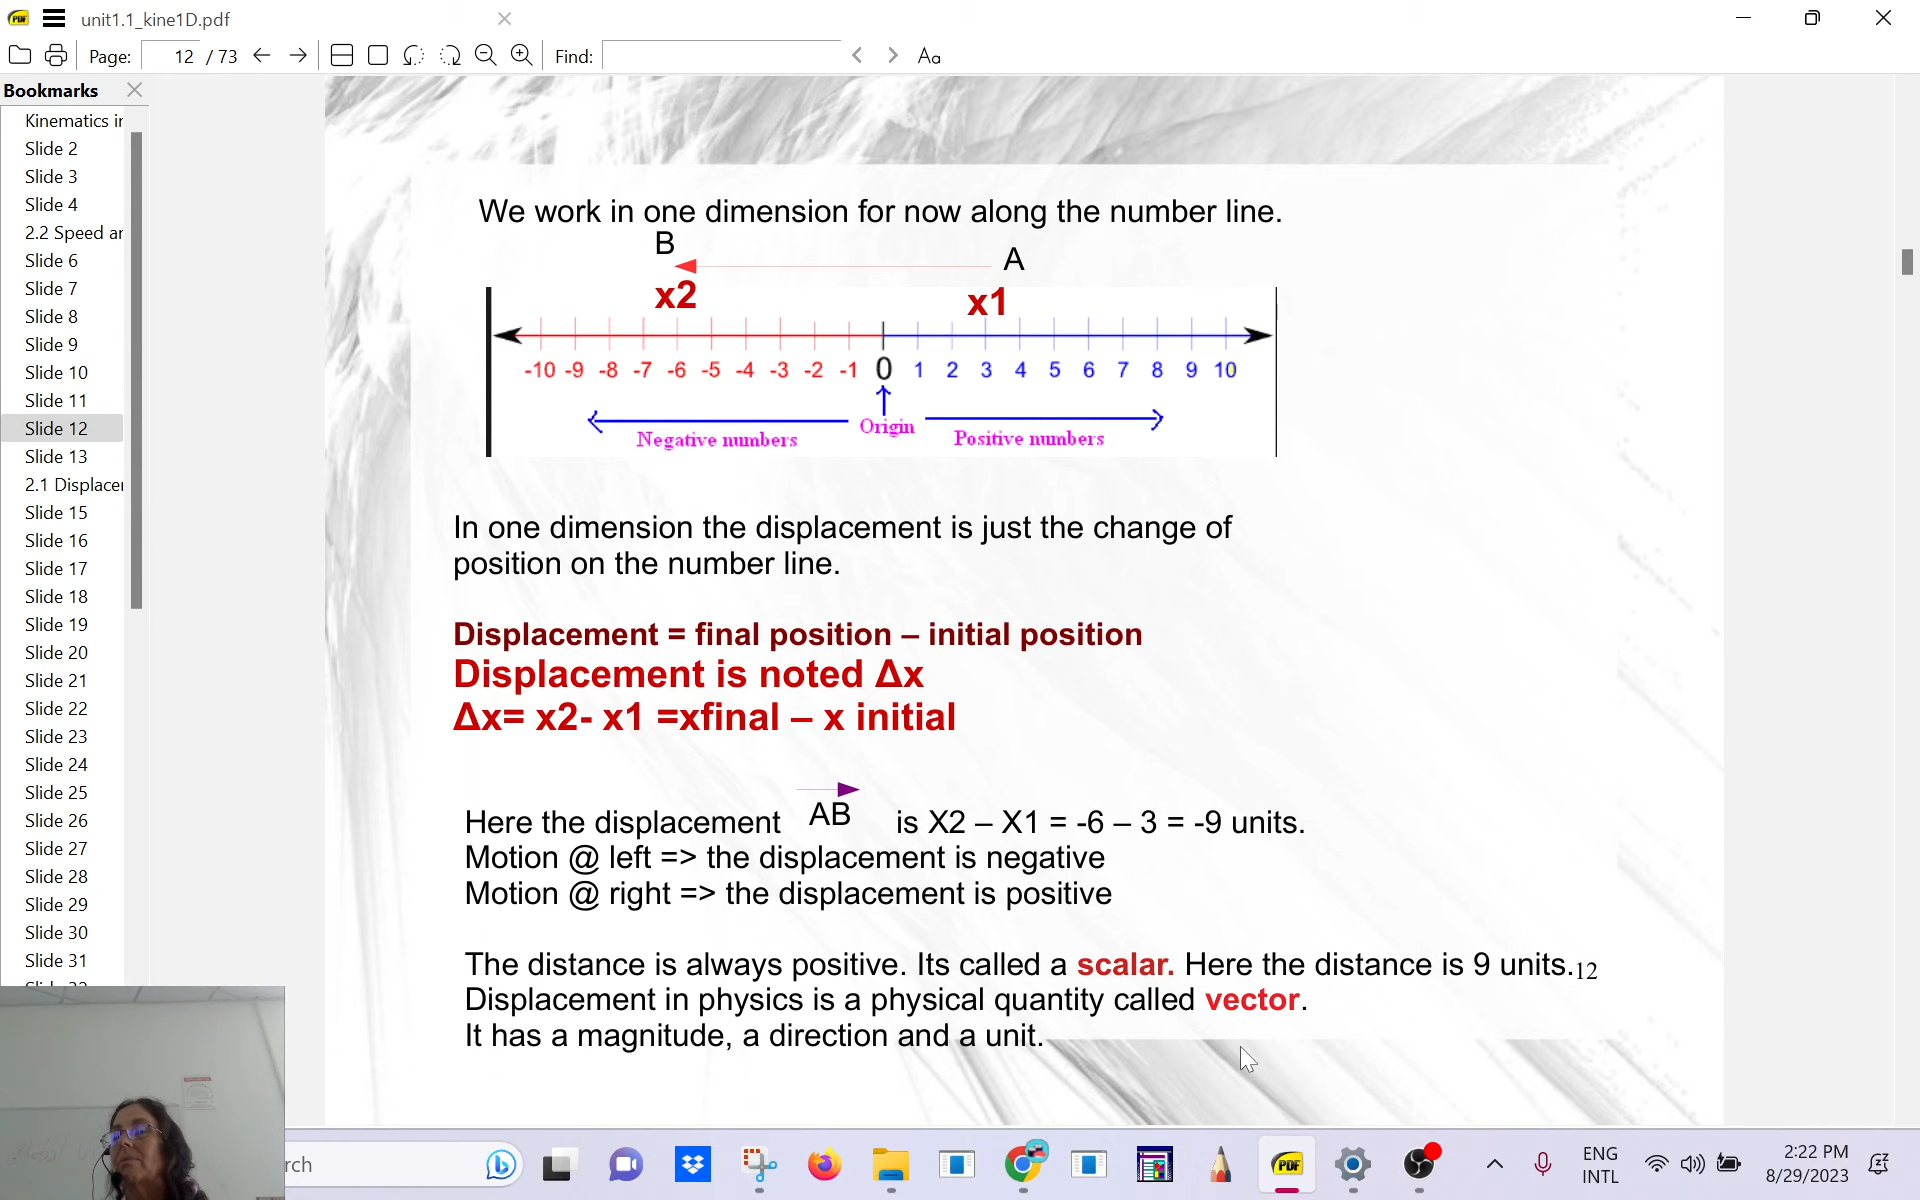 unit1.1_kine1D.pdf
Page: 12 / 73 Find: Aa
Bookmarks
Kinematics in
Slide 2
Slide 3
Slide 4
2.2 Speed ar
Slide 6
Slide 7
Slide 8
Slide 9
Slide 10
Slide 11
Slide 12
Slide 13
2.1 Displacer
Slide 15
Slide 16
Slide 17
Slide 18
Slide 19
Slide 20
Slide 21
Slide 22
Slide 23
Slide 24
Slide 25
Slide 26
Slide 27
Slide 28
Slide 29
Slide 30
Slide 31
We work in one dimension for now along the number line.
B A
x2 x1
-10 -9 -8 -7 -6 -5 -4 -3 -2 -1 0 1 2 3 4 5 6 7 8 9 10
Origin
Negative numbers Positive numbers
In one dimension the displacement is just the change of
position on the number line.
Displacement = final position – initial position
Displacement is noted Δx
Δx= x2- x1 =xfinal – x initial
Here the displacement AB is X2 – X1 = -6 – 3 = -9 units.
Motion @ left => the displacement is negative
Motion @ right => the displacement is positive
The distance is always positive. Its called a scalar. Here the distance is 9 units.12
Displacement in physics is a physical quantity called vector.
It has a magnitude, a direction and a unit.
rch
PDF
ENG
INTL
2:22 PM
8/29/2023